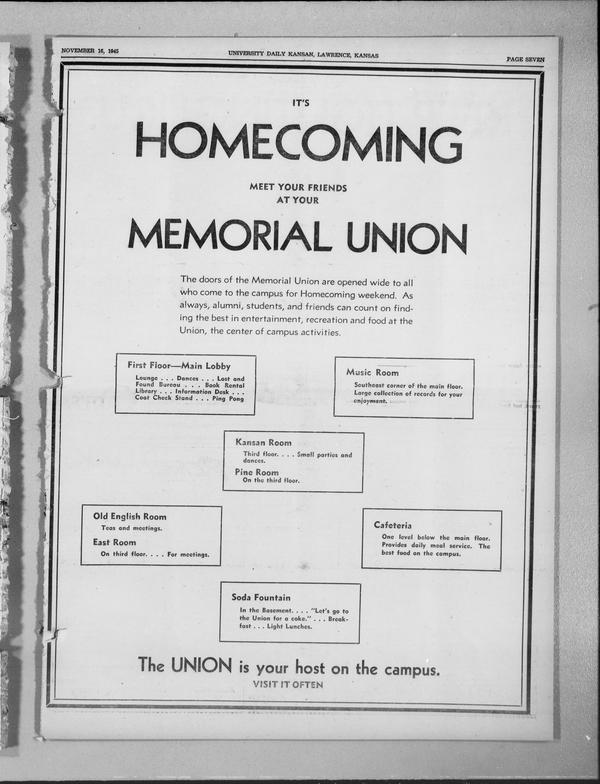 NOVEMBER 16, 1945
UNIVERSITY DAILY KANSAN, LAWRENCE, KANSAS
PAGE SEVEN
IT'S
HOMECOMING
MEET YOUR FRIENDS
AT YOUR
MEMORIAL UNION
The doors of the Memorial Union are opened wide to all
who come to the campus for Homecoming weekend. As
always, alumni, students, and friends can count on find-
ing the best in entertainment, recreation and food at the
Union, the center of campus activities.
First Floor—Main Lobby
Lounge . . . Dances . . . Lost and
Found Bureau . . . Book Rental
Library . . . Information Desk . . .
Coat Check Stand . . . Ping Pong
Music Room
Southeast corner of the main floor.
Large collection of records for your
enjoyment.
Kansan Room
Third floor. . . . Small parties and
dances.
Pine Room
On the third floor.
Old English Room
Teas and meetings.
East Room
On third floor. . . . For meetings.
Cafeteria
One level below the main floor.
Provides daily meal service. The
best food on the campus.
Soda Fountain
In the Basement. . . . "Let's go to
the Union for a coke." . . . Break-
fast . . . Light Lunches.
The UNION is your host on the campus.
VISIT IT OFTEN